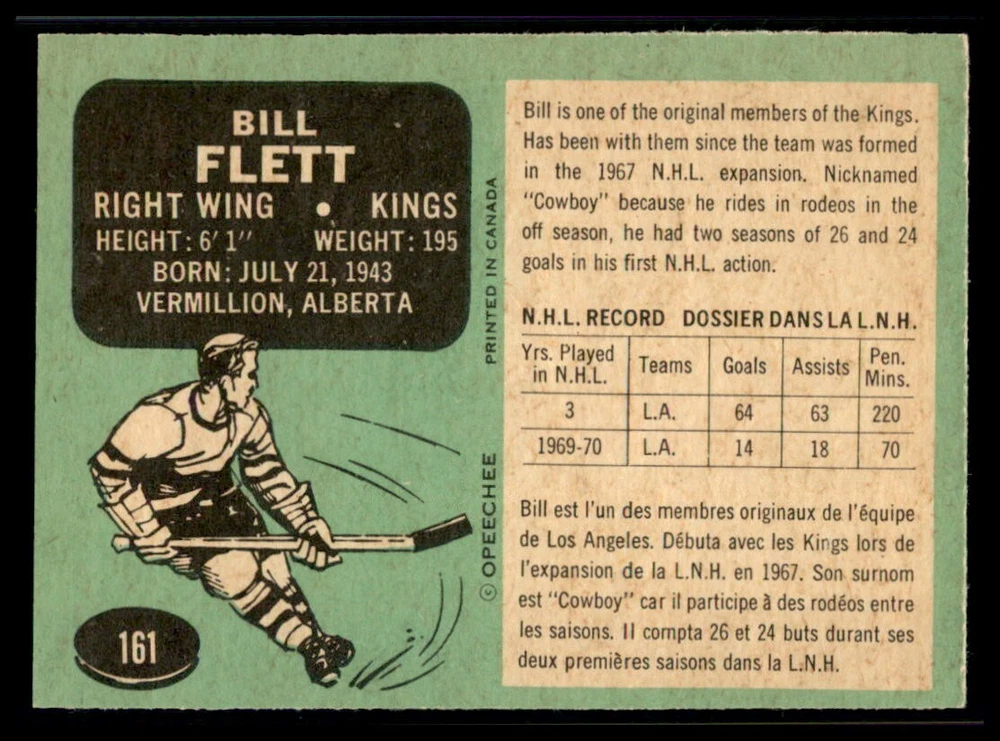 BILL
FLETT
RIGHT WING • KINGS
HEIGHT: 6' 1" WEIGHT: 195
BORN: JULY 21, 1943
VERMILLION, ALBERTA
161
© OPEECHEE PRINTED IN CANADA
Bill is one of the original members of the Kings.
Has been with them since the team was formed
in the 1967 N.H.L. expansion. Nicknamed
"Cowboy" because he rides in rodeos in the
off season, he had two seasons of 26 and 24
goals in his first N.H.L. action.
N.H.L. RECORD DOSSIER DANS LA L.N.H.
Yrs. Played in N.H.L. Teams Goals Assists Pen. Mins.
3 L.A. 64 63 220
1969-70 L.A. 14 18 70
Bill est l'un des membres originaux de l'équipe
de Los Angeles. Débuta avec les Kings lors de
l'expansion de la L.N.H. en 1967. Son surnom
est "Cowboy" car il participe à des rodéos entre
les saisons. Il compta 26 et 24 buts durant ses
deux premières saisons dans la L.N.H.